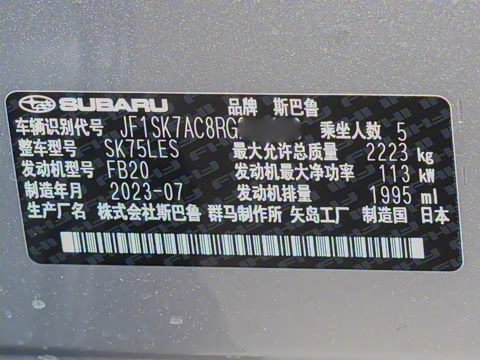 SUBARU 品牌 斯巴鲁
车辆识别代号 JF1SK7AC8RG 乘坐人数 5
整车型号 SK75LES 最大允许总质量 2223 kg
发动机型号 FB20 发动机最大净功率 113 kW
制造年月 2023-07 发动机排量 1995 ml
生产厂名 株式会社斯巴鲁 群马制作所 矢岛工厂 制造国 日本